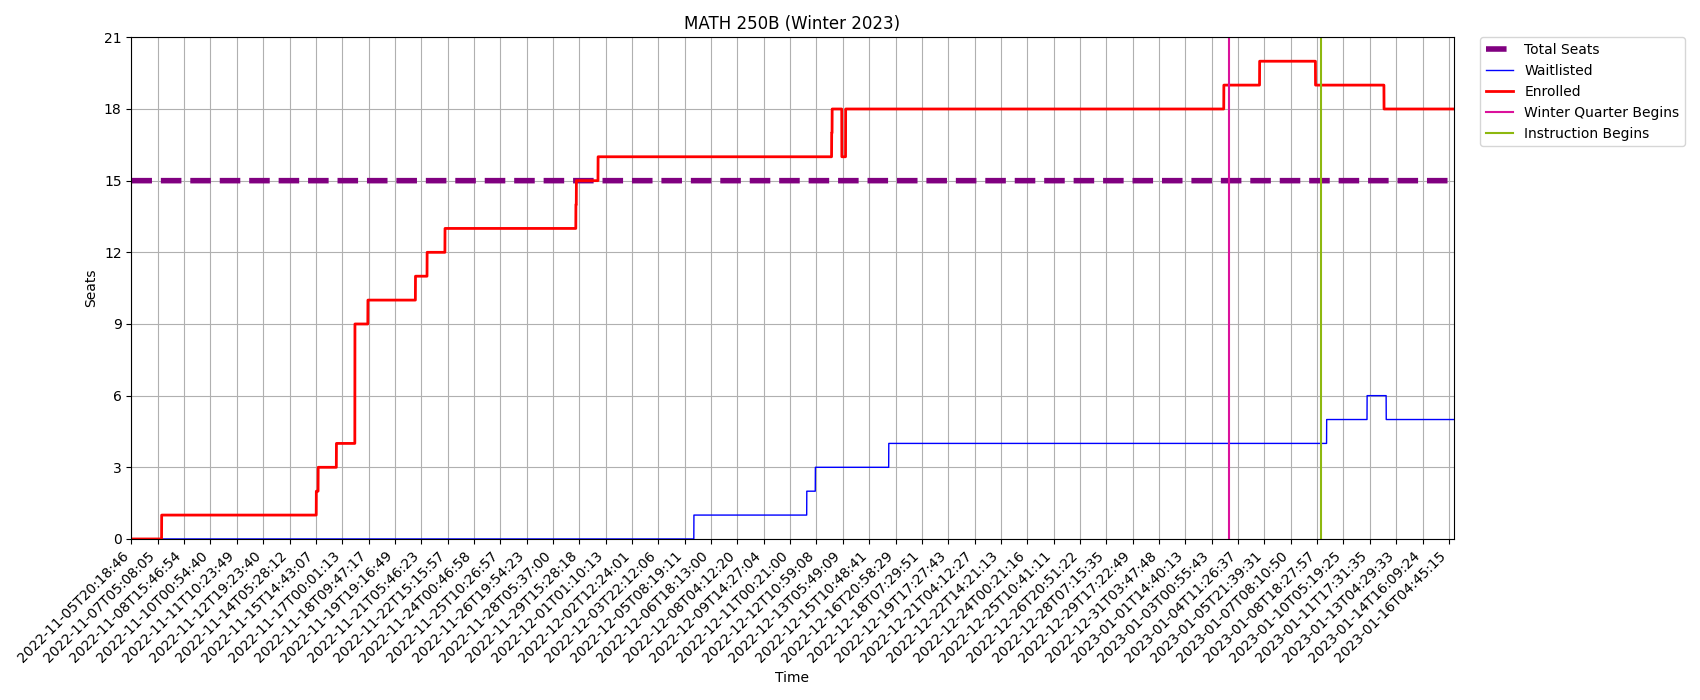 MATH 250B (Winter 2023)
21
18
15
12
9
6
3
0
Seats
Total Seats
Waitlisted
Enrolled
Winter Quarter Begins
Instruction Begins
2022-11-05T20:18:46
2022-11-07T05:08:05
2022-11-08T15:46:54
2022-11-10T00:54:40
2022-11-11T10:23:49
2022-11-12T19:23:40
2022-11-14T05:28:12
2022-11-15T14:43:07
2022-11-17T00:01:13
2022-11-18T09:47:17
2022-11-19T19:16:49
2022-11-21T05:46:23
2022-11-22T15:15:57
2022-11-24T00:46:58
2022-11-25T10:26:57
2022-11-26T19:54:23
2022-11-28T05:37:00
2022-11-29T15:28:18
2022-12-01T01:10:13
2022-12-02T12:24:01
2022-12-03T22:12:06
2022-12-05T08:19:11
2022-12-06T18:13:00
2022-12-08T04:12:20
2022-12-09T14:27:04
2022-12-11T00:21:00
2022-12-12T10:59:08
2022-12-13T05:49:09
2022-12-15T10:48:41
2022-12-16T20:58:29
2022-12-18T07:29:51
2022-12-19T17:27:43
2022-12-21T04:12:27
2022-12-22T14:21:13
2022-12-24T00:21:16
2022-12-25T10:41:11
2022-12-26T20:51:22
2022-12-28T07:15:35
2022-12-29T17:22:49
2022-12-31T03:47:48
2023-01-01T14:40:13
2023-01-03T00:55:43
2023-01-04T11:26:37
2023-01-05T21:39:31
2023-01-07T08:10:50
2023-01-08T18:27:57
2023-01-10T05:19:25
2023-01-11T17:31:35
2023-01-13T04:29:33
2023-01-14T16:09:24
2023-01-16T04:45:15
Time